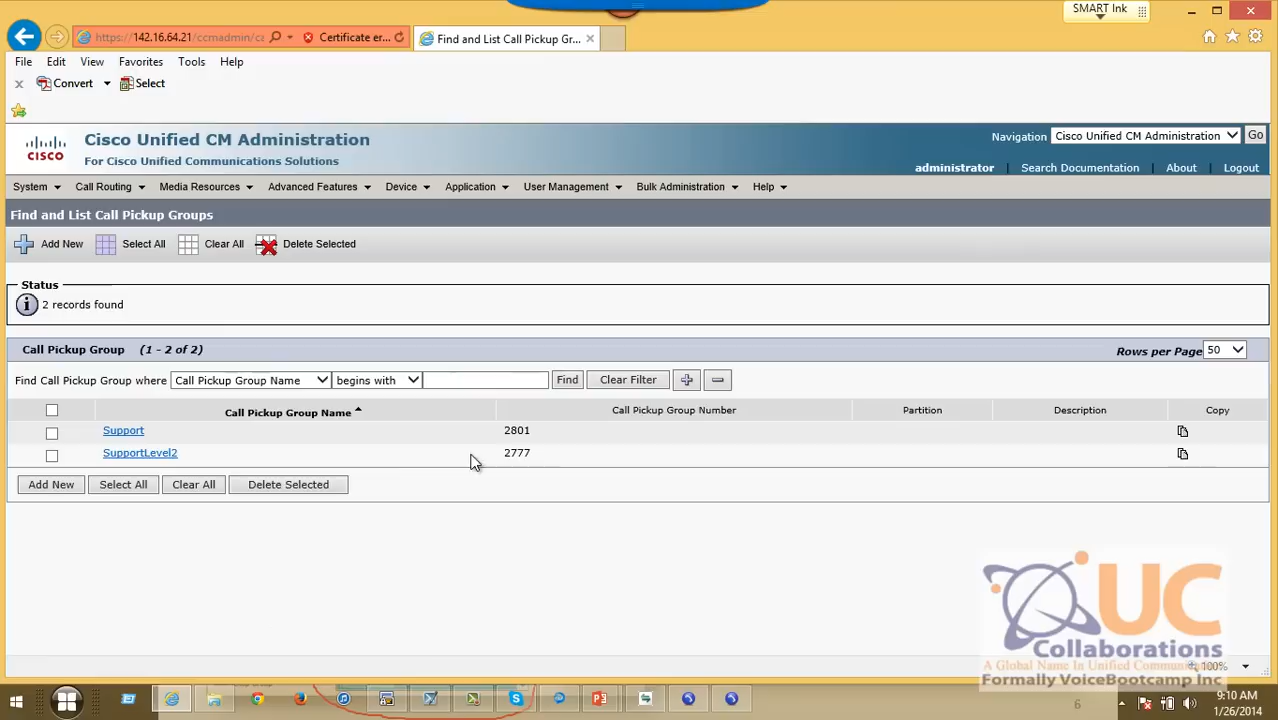 SMART Ink
https://142.16.64.21/ccmadmin/ca
Certificate er...
Find and List Call Pickup Gr...
File Edit View Favorites Tools Help
x Convert Select
CISCO
Cisco Unified CM Administration
For Cisco Unified Communications Solutions
Navigation Cisco Unified CM Administration Go
administrator Search Documentation About Logout
System Call Routing Media Resources Advanced Features Device Application User Management Bulk Administration Help
Find and List Call Pickup Groups
Add New Select All Clear All Delete Selected
Status
2 records found
Call Pickup Group (1 - 2 of 2)
Rows per Page 50
Find Call Pickup Group where Call Pickup Group Name begins with Find Clear Filter
Call Pickup Group Name Call Pickup Group Number Partition Description Copy
Support 2801
SupportLevel2 2777
Add New Select All Clear All Delete Selected
UC
Collaborations
A Global Name In Unified
Formally VoiceBootcamp Inc
100%
6
9:10 AM
1/26/2014